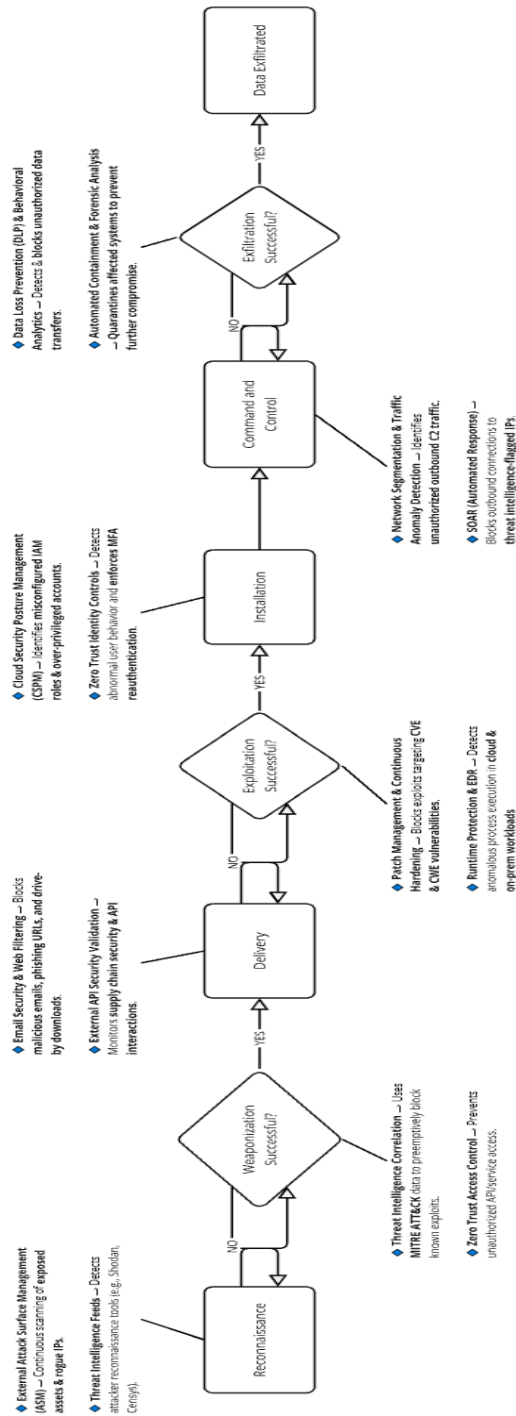 ◆ External Attack Surface Management
(ASM) → Continuous scanning of exposed
assets & rogue IPs.
◆ Threat Intelligence Feeds → Detects
attacker reconnaissance tools (e.g., Shodan,
Censys).
Reconnaissance
NO
Weaponization
Successful?
YES
◆ Threat Intelligence Correlation → Uses
MITRE ATT&CK data to preemptively block
known exploits.
◆ Zero Trust Access Control → Prevents
unauthorized API/service access.
◆ Email Security & Web Filtering → Blocks
malicious emails, phishing URLs, and drive-
by downloads.
◆ External API Security Validation →
Monitors supply chain security & API
interactions.
Delivery
NO
Exploitation
Successful?
YES
◆ Patch Management & Continuous
Hardening → Blocks exploits targeting CVE
& CWE vulnerabilities.
◆ Runtime Protection & EDR → Detects
anomalous process execution in cloud &
on-prem workloads
◆ Cloud Security Posture Management
(CSPM) → Identifies misconfigured IAM
roles & over-privileged accounts.
◆ Zero Trust Identity Controls → Detects
abnormal user behavior and enforces MFA
reauthentication.
Installation
Command and
Control
◆ Network Segmentation & Traffic
Anomaly Detection → Identifies
unauthorized outbound C2 traffic.
◆ SOAR (Automated Response) →
Blocks outbound connections to
threat intelligence-flagged IPs.
◆ Data Loss Prevention (DLP) & Behavioral
Analytics → Detects & blocks unauthorized data
transfers.
◆ Automated Containment & Forensic Analysis
→ Quarantines affected systems to prevent
further compromise.
NO
Exfiltration
Successful?
YES
Data Exfiltrated